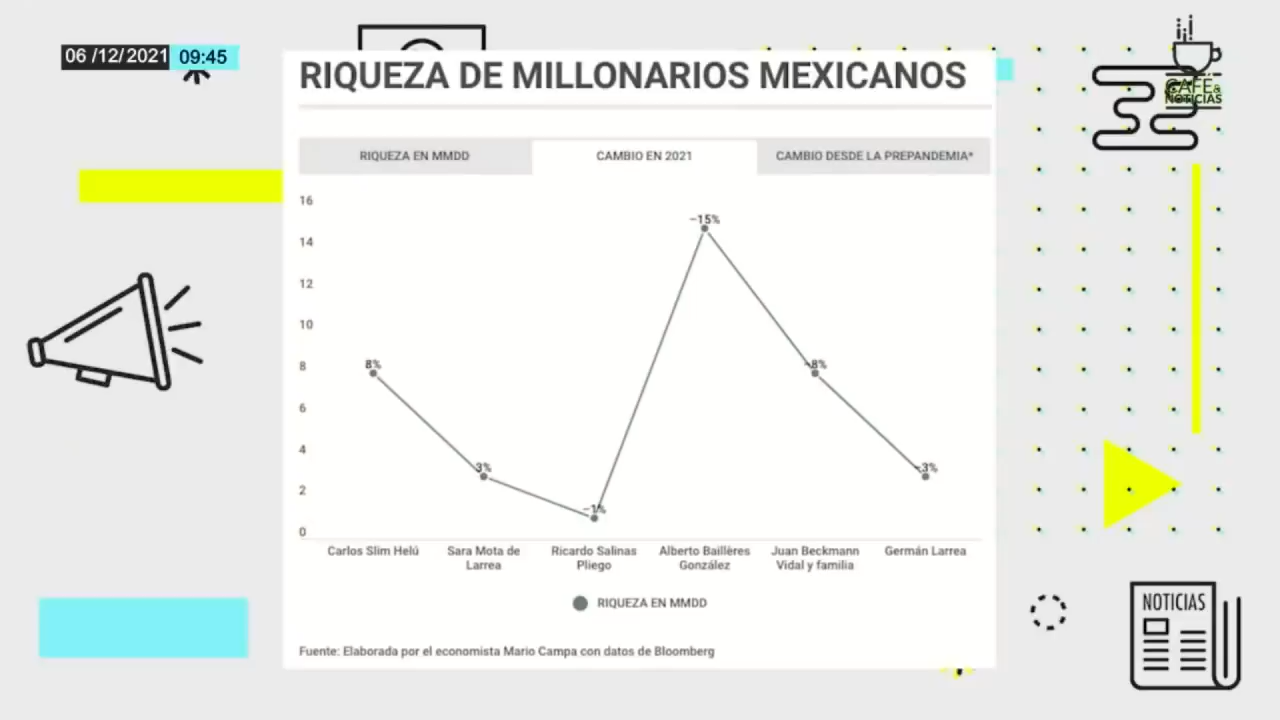 06 /12/2021 09:45
CAFÉ &
NOTICIAS
RIQUEZA DE MILLONARIOS MEXICANOS
RIQUEZA EN MMDD
CAMBIO EN 2021
CAMBIO DESDE LA PREPANDEMIA*
16
14
12
10
8
6
4
2
0
8%
3%
-1%
-15%
-8%
-3%
Carlos Slim Helú
Sara Mota de
Larrea
Ricardo Salinas
Pliego
Alberto Baillères
González
Juan Beckmann
Vidal y familia
Germán Larrea
RIQUEZA EN MMDD
Fuente: Elaborada por el economista Mario Campa con datos de Bloomberg
NOTICIAS